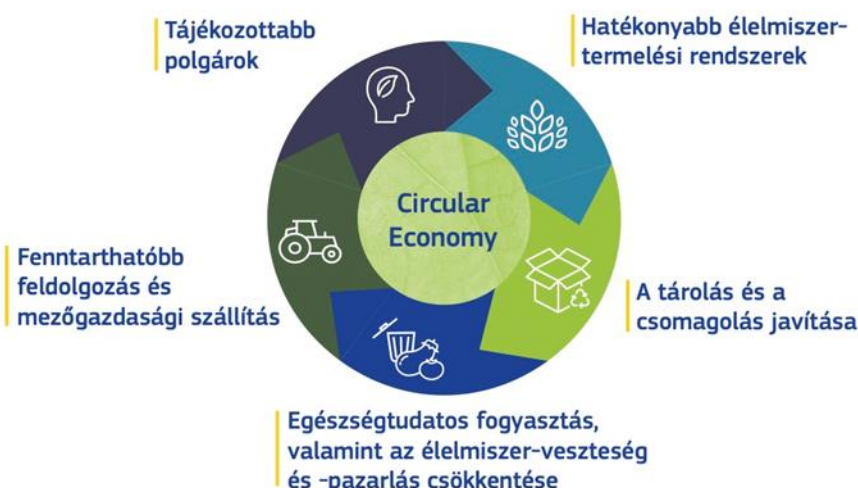 Tájékozottabb
polgárok
Hatékonyabb élelmiszer-
termelési rendszerek
Circular
Economy
Fenntarthatóbb
feldolgozás és
mezőgazdasági szállítás
A tárolás és a
csomagolás javítása
Egészségtudatos fogyasztás,
valamint az élelmiszer-veszteség
és -pazarlás csökkentése